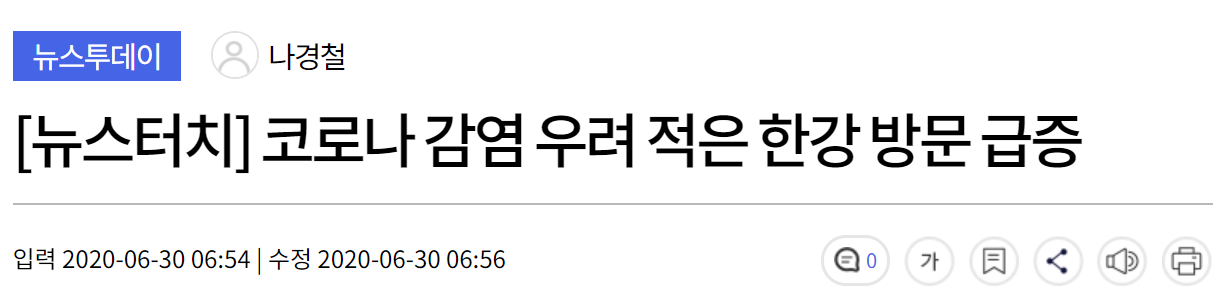 뉴스투데이 나경철
[뉴스터치] 코로나 감염 우려 적은 한강 방문 급증
입력 2020-06-30 06:54 | 수정 2020-06-30 06:56 0 가